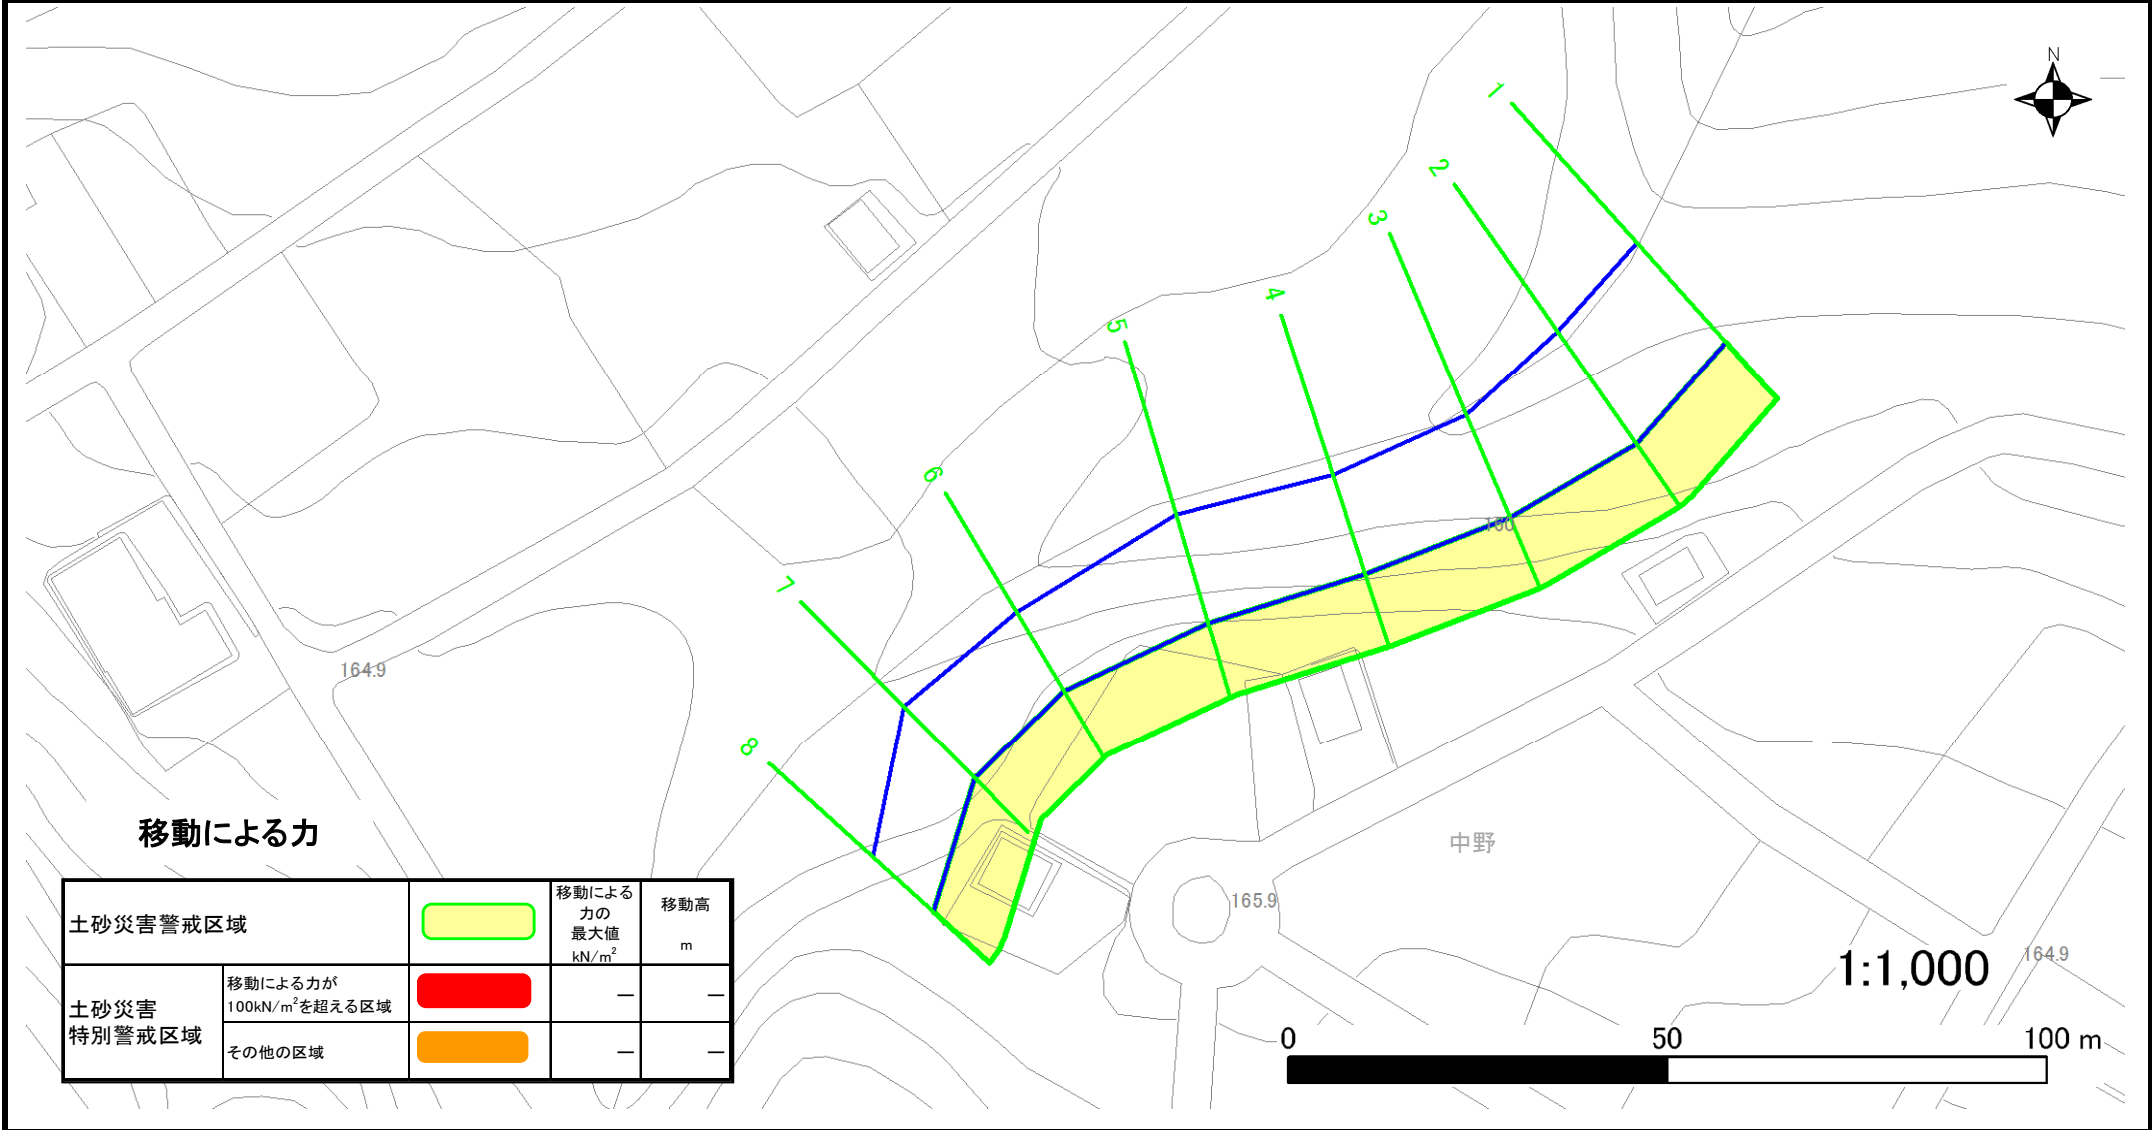 N
1
2
3
4
5
6
7
8
160
164.9
中野
165.9
164.9
移動による力
土砂災害警戒区域
移動による
力の
最大値
kN/m²
移動高
m
土砂災害
特別警戒区域
移動による力が
100kN/m²を超える区域
— —
その他の区域
— —
1:1,000
0 50 100 m